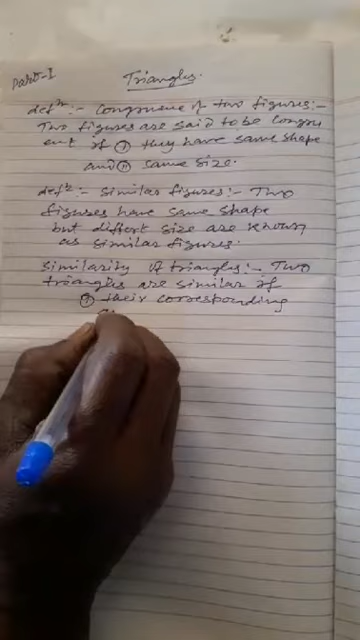 Part-I
Triangles.
defn:- Congruence of two figures:-
Two figures are said to be congru
ent if (i) they have same shape
and (ii) same size.
defn:- Similar figures:- Two
figures have same shape
but differt size are known
as similar figures.
Similarity of triangles:- Two
triangles are similar if
(i) their corresponding